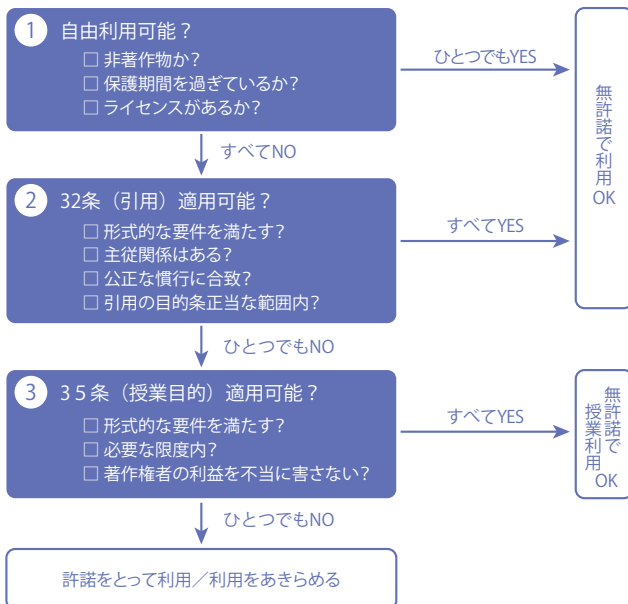 1 自由利用可能？
□ 非著作物か？
□ 保護期間を過ぎているか？
□ ライセンスがあるか？
ひとつでもYES
無許諾で利用OK
すべてNO
2 32条（引用）適用可能？
□ 形式的な要件を満たす？
□ 主従関係はある？
□ 公正な慣行に合致？
□ 引用の目的条正当な範囲内？
すべてYES
ひとつでもNO
3 ３５条（授業目的）適用可能？
□ 形式的な要件を満たす？
□ 必要な限度内？
□ 著作権者の利益を不当に害さない？
すべてYES
無許諾で
授業利用OK
ひとつでもNO
許諾をとって利用／利用をあきらめる